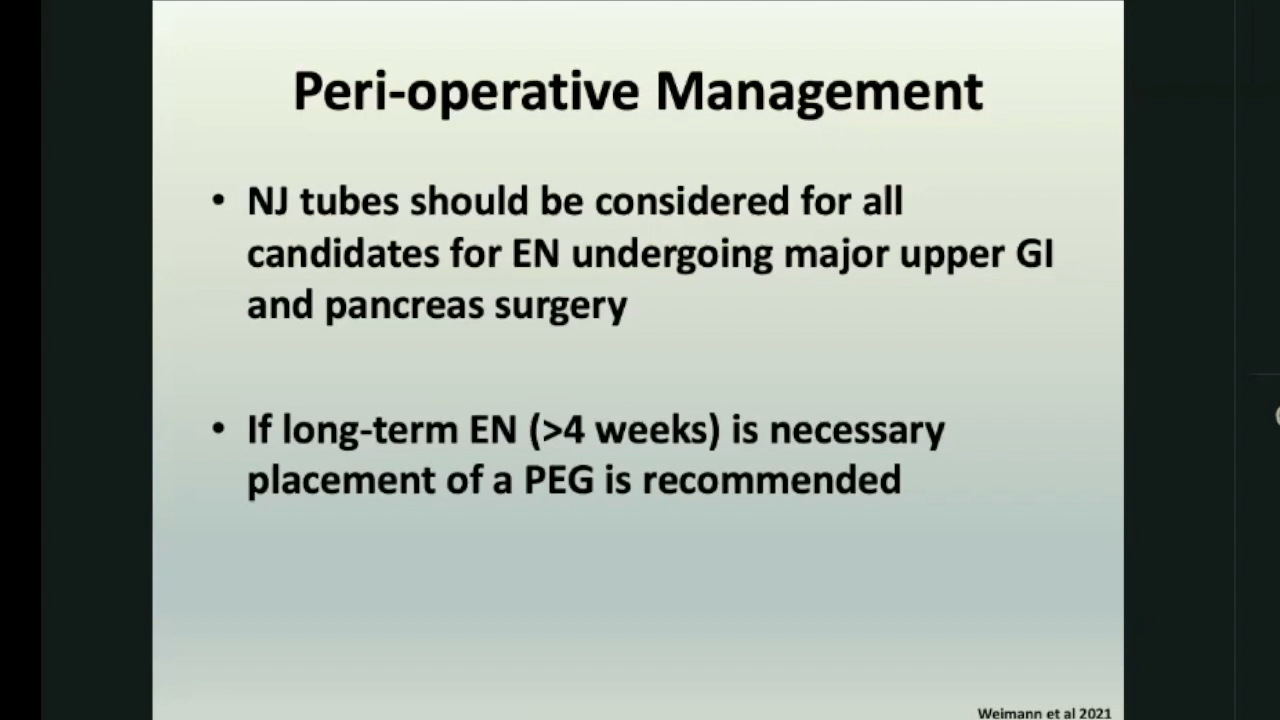 Peri-operative Management
• NJ tubes should be considered for all
candidates for EN undergoing major upper GI
and pancreas surgery
• If long-term EN (>4 weeks) is necessary
placement of a PEG is recommended
Weimann et al 2021